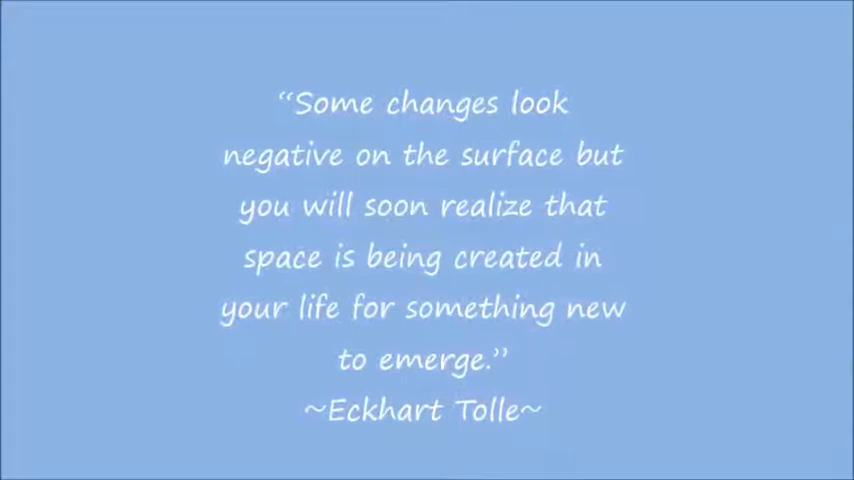 “Some changes look
negative on the surface but
you will soon realize that
space is being created in
your life for something new
to emerge.”
~Eckhart Tolle~